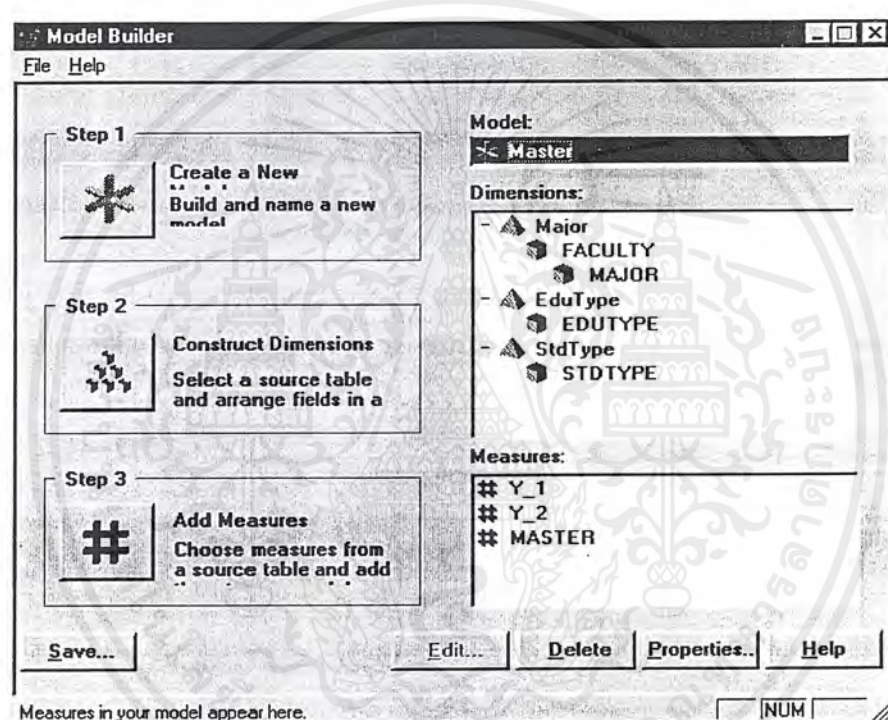 Model Builder
File Help
Step 1
Create a New
Build and name a new
model
Step 2
Construct Dimensions
Select a source table
and arrange fields in a
Step 3
Add Measures
Choose measures from
a source table and add
Model:
Master
Dimensions:
- Major
FACULTY
MAJOR
- EduType
EDUTYPE
- StdType
STDTYPE
Measures:
# Y_1
# Y_2
# MASTER
Save... Edit... Delete Properties.. Help
Measures in your model appear here. NUM